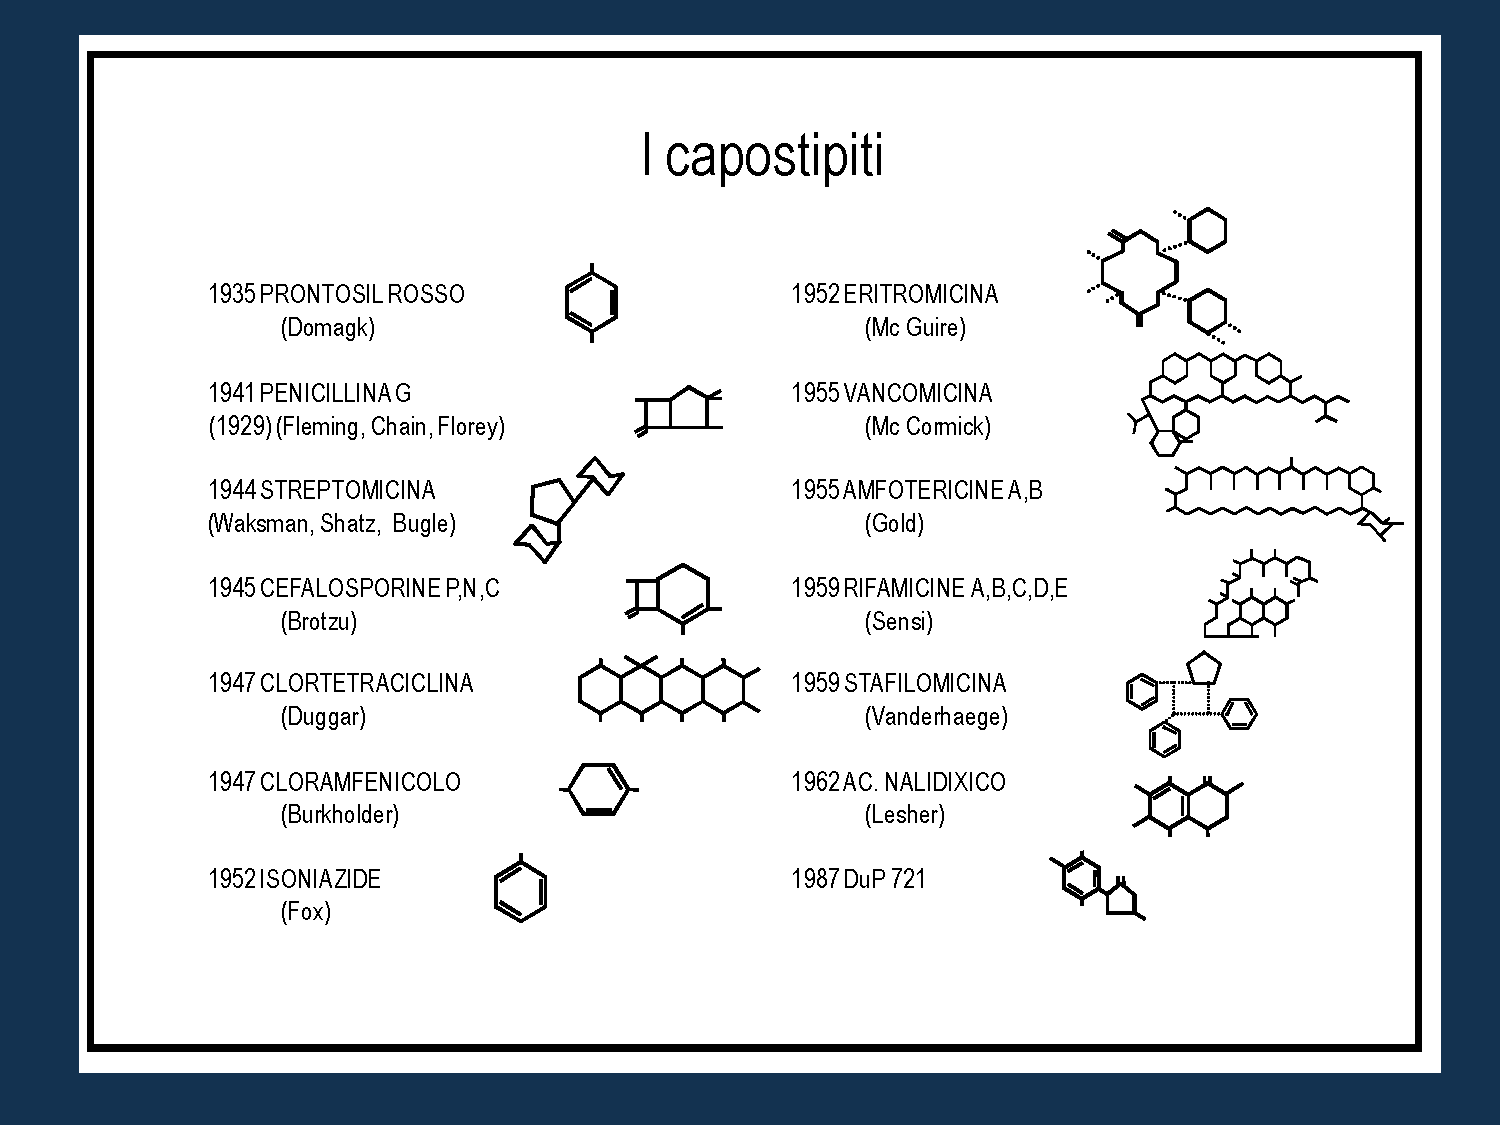 I capostipiti
1935 PRONTOSIL ROSSO
(Domagk)
1941 PENICILLINA G
(1929) (Fleming, Chain, Florey)
1944 STREPTOMICINA
(Waksman, Shatz, Bugle)
1945 CEFALOSPORINE P,N,C
(Brotzu)
1947 CLORTETRACICLINA
(Duggar)
1947 CLORAMFENICOLO
(Burkholder)
1952 ISONIAZIDE
(Fox)
1952 ERITROMICINA
(Mc Guire)
1955 VANCOMICINA
(Mc Cormick)
1955 AMFOTERICINE A,B
(Gold)
1959 RIFAMICINE A,B,C,D,E
(Sensi)
1959 STAFILOMICINA
(Vanderhaege)
1962 AC. NALIDIXICO
(Lesher)
1987 DuP 721